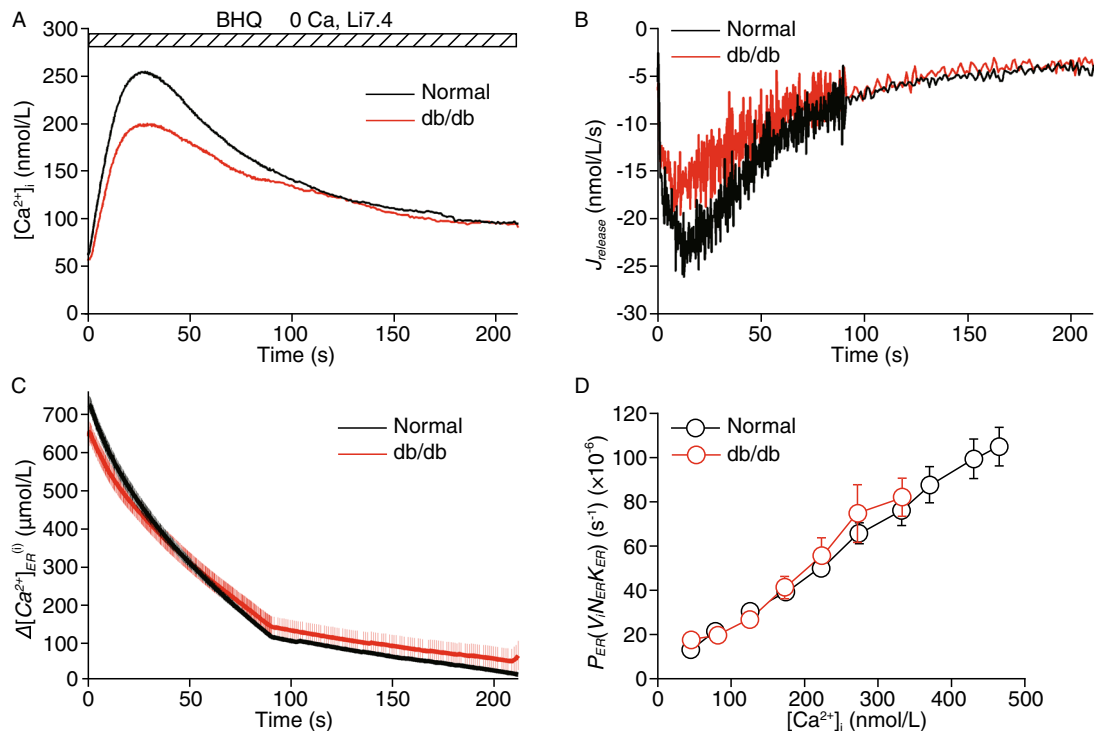 A
BHQ 0 Ca, Li7.4
[Ca²⁺]ᵢ (nmol/L)
300
250
200
150
100
50
0
Normal
db/db
0 50 100 150 200
Time (s)
B
Jrelease (nmol/L/s)
0
-5
-10
-15
-20
-25
-30
Normal
db/db
0 50 100 150 200
Time (s)
C
Δ[Ca²⁺]ER⁽ⁱ⁾ (μmol/L)
700
600
500
400
300
200
100
0
Normal
db/db
0 50 100 150 200
Time (s)
D
PER(ViNERKER) (s⁻¹) (×10⁻⁶)
120
100
80
60
40
20
0
Normal
db/db
0 100 200 300 400 500
[Ca²⁺]ᵢ (nmol/L)